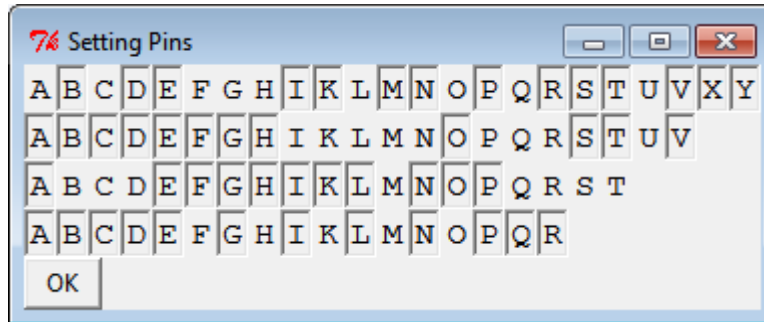 Setting Pins
A B C D E F G H I K L M N O P Q R S T U V X Y
A B C D E F G H I K L M N O P Q R S T U V
A B C D E F G H I K L M N O P Q R S T
A B C D E F G H I K L M N O P Q R
OK